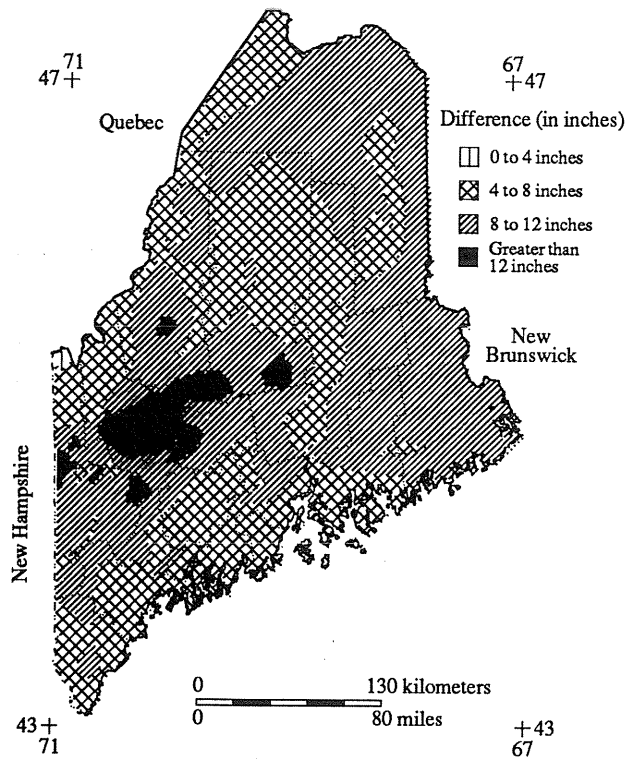 71
47 +
67
+ 47
Quebec
Difference (in inches)
0 to 4 inches
4 to 8 inches
8 to 12 inches
Greater than
12 inches
New
Brunswick
New Hampshire
0 130 kilometers
0 80 miles
43 +
71
+ 43
67